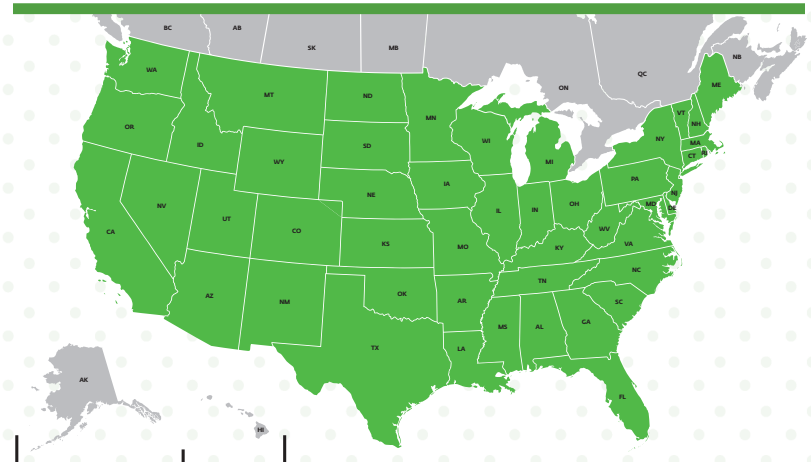 BC
AB
SK
MB
ON
QC
NB
WA
MT
ND
MN
ME
OR
ID
SD
WI
MI
NY
VT
NH
MA
CT
RI
WY
NE
IA
PA
NJ
NV
UT
CO
IL
IN
OH
MD
DE
CA
KS
MO
KY
WV
VA
AZ
NM
OK
AR
TN
NC
SC
TX
LA
MS
AL
GA
FL
AK
HI